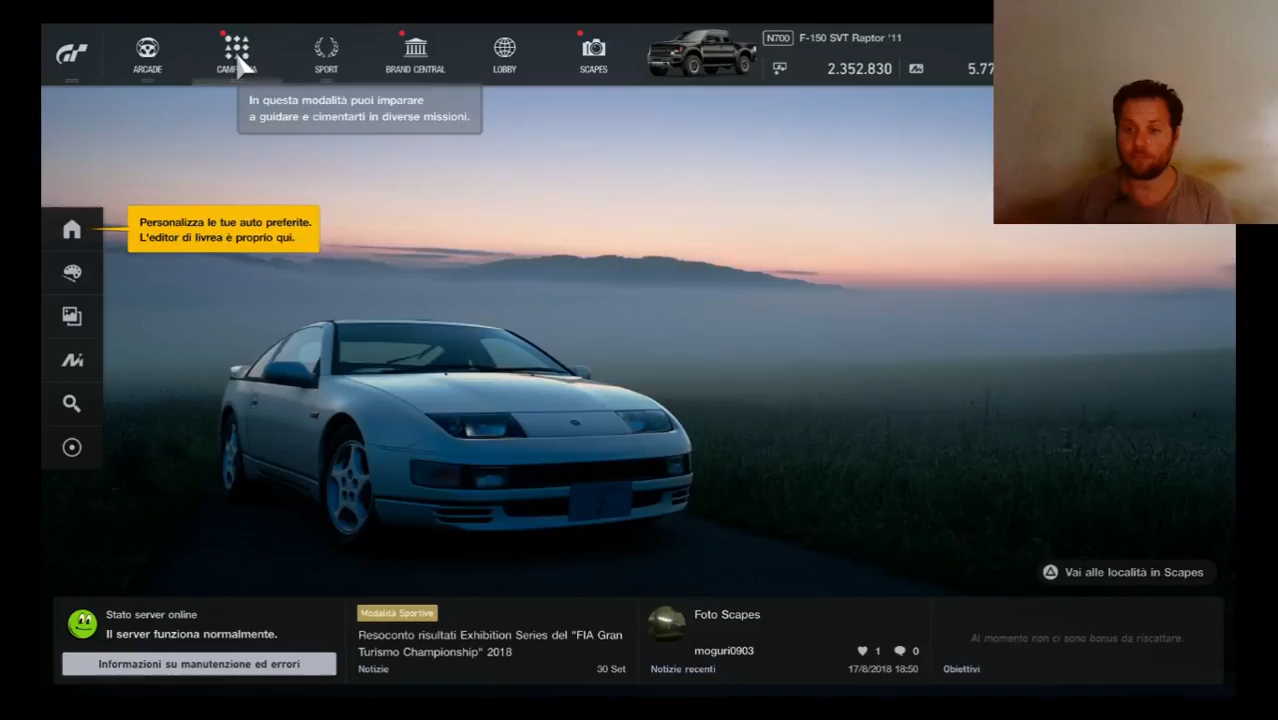 ARCADE
SPORT
BRAND CENTRAL
LOBBY
SCAPES
N700 F-150 SVT Raptor '11
2.352.830
5.77
In questa modalità puoi imparare
a guidare e cimentarti in diverse missioni.
Personalizza le tue auto preferite.
L'editor di livrea è proprio qui.
Vai alle località in Scapes
Stato server online
Il server funziona normalmente.
Informazioni su manutenzione ed errori
Modalità Sportive
Resoconto risultati Exhibition Series del "FIA Gran
Turismo Championship" 2018
Notizie 30 Set
Foto Scapes
moguri0903 1 0
Notizie recenti 17/8/2018 18:50
Al momento non ci sono bonus da riscattare.
Obiettivi